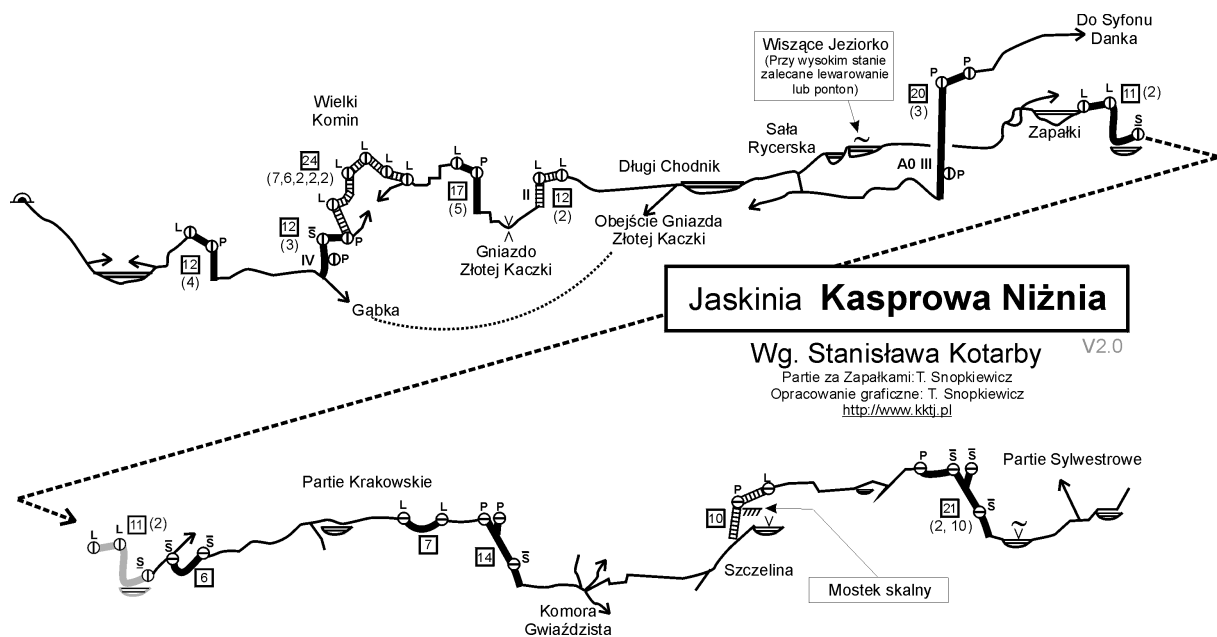 Do Syfonu
Danka
Wiszące Jeziorko
(Przy wysokim stanie
zalecane lewarowanie
lub ponton)
P
P
20
(3)
L
L
11 (2)
S
Zapałki
Wielki
Komin
Sala
Rycerska
A0 III
P
24
(7,6,2,2,2)
L
L
L
L
L
L
P
17
(5)
L
L
II
12
(2)
Długi Chodnik
Obejście Gniazda
Złotej Kaczki
Gniazdo
Złotej Kaczki
12
(3)
S
P
IV
P
L
P
12
(4)
Gąbka
Jaskinia Kasprowa Niżnia
V2.0
Wg. Stanisława Kotarby
Partie za Zapałkami: T. Snopkiewicz
Opracowanie graficzne: T. Snopkiewicz
http://www.kktj.pl
Partie Krakowskie
Partie Sylwestrowe
L
L
11 (2)
S
S
S
6
L
L
7
P
P
14
S
Komora
Gwiaździsta
P
L
10
Szczelina
Mostek skalny
P
S
S
S
21
(2, 10)